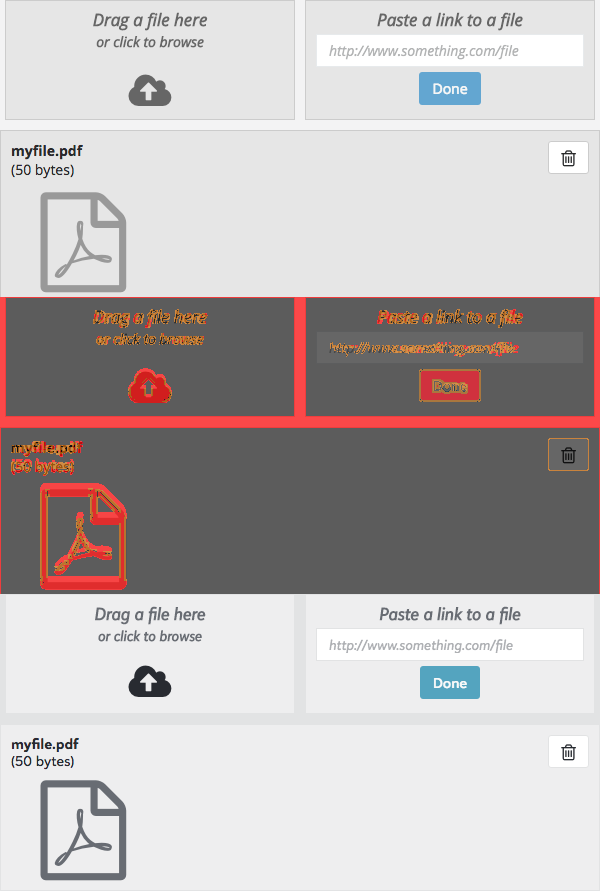 Drag a file here
or click to browse
Paste a link to a file
http://www.something.com/file
Done
myfile.pdf
(50 bytes)
Drag a file here
or click to browse
Paste a link to a file
http://www.something.com/file
Done
myfile.pdf
(50 bytes)
Drag a file here
or click to browse
Paste a link to a file
http://www.something.com/file
Done
myfile.pdf
(50 bytes)